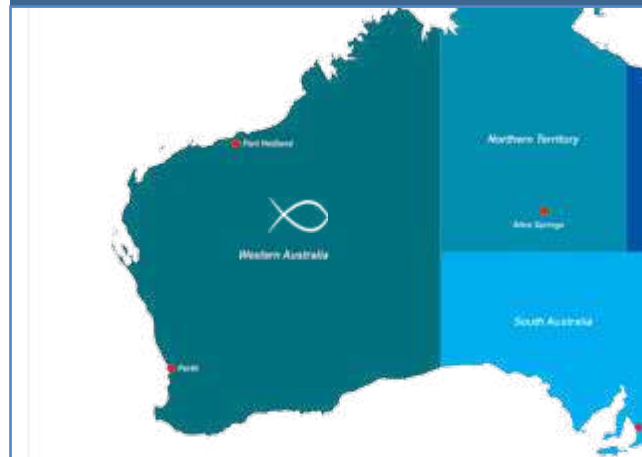 Port Hedland
Northern Territory
Alice Springs
Western Australia
South Australia
Perth